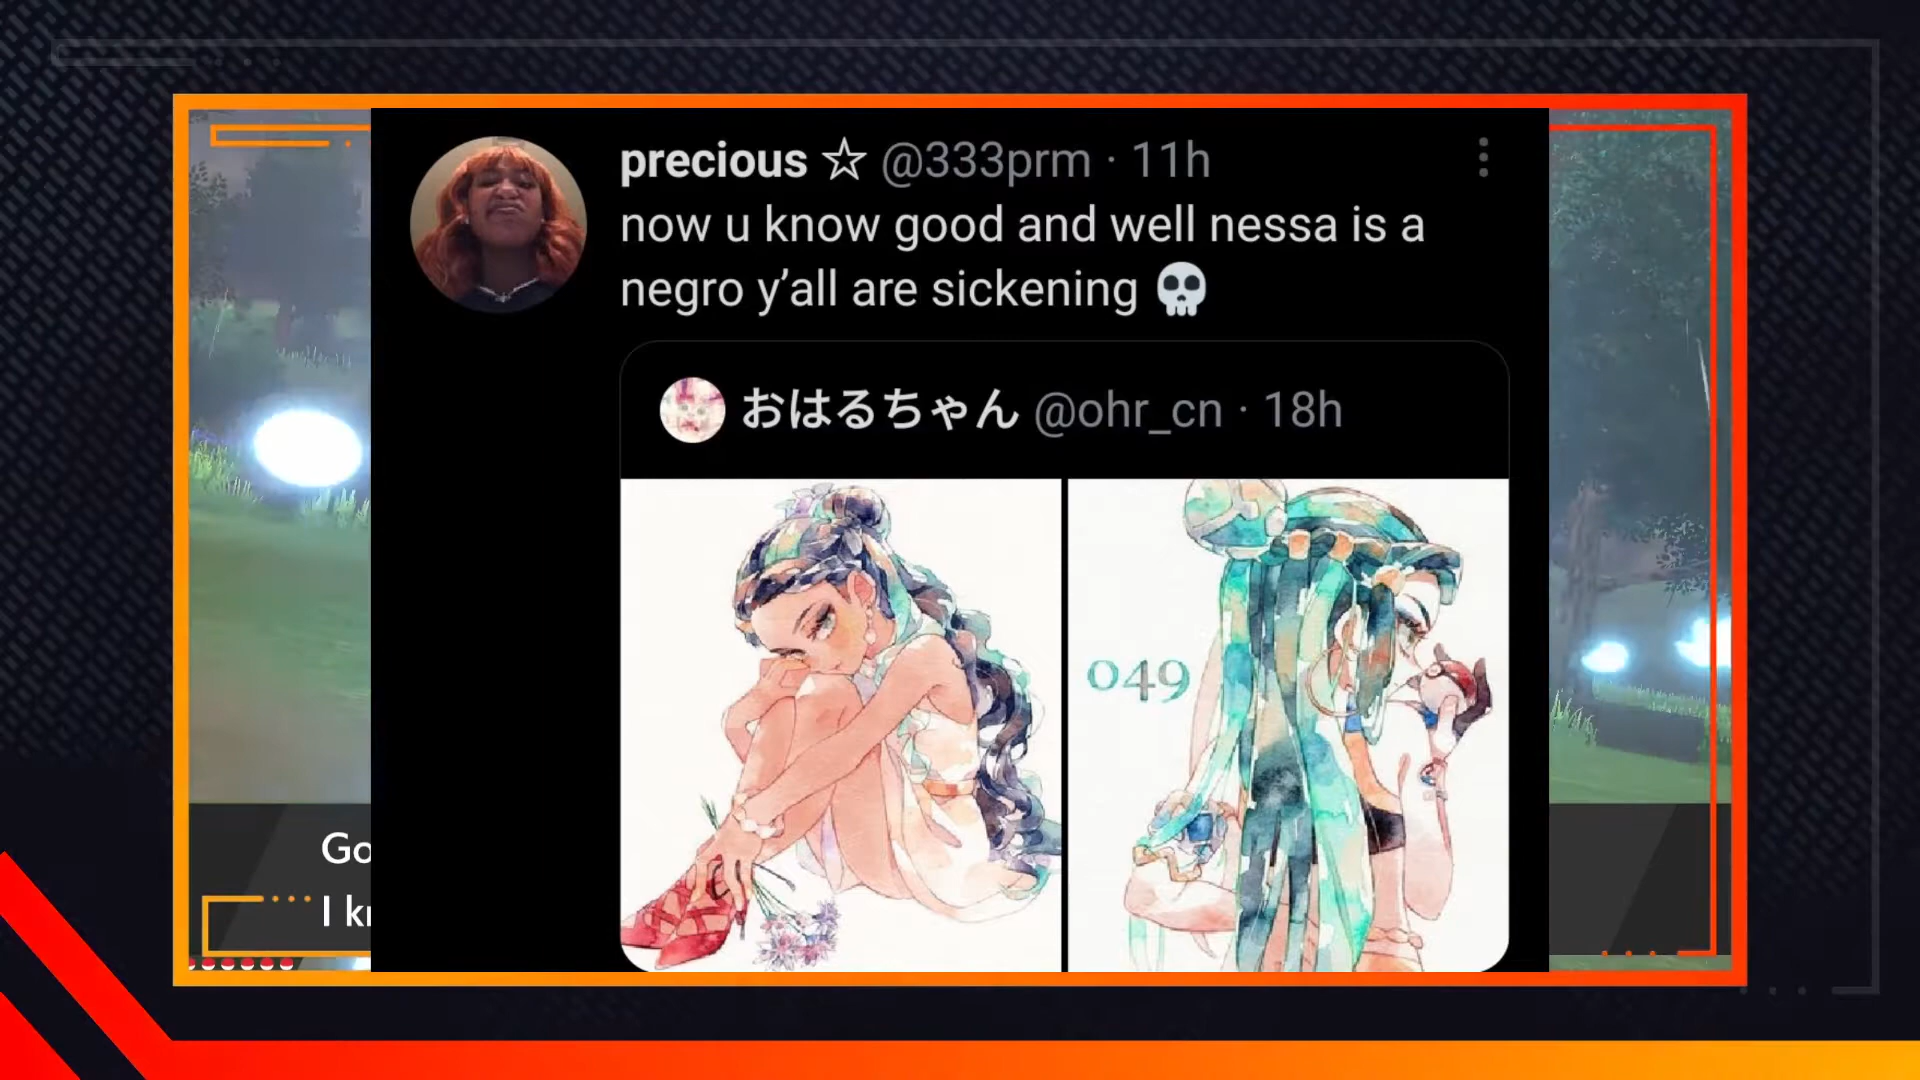 precious ☆ @333prm · 11h
now u know good and well nessa is a
negro y'all are sickening 💀
おはるちゃん @ohr_cn · 18h
049
Go
I kr